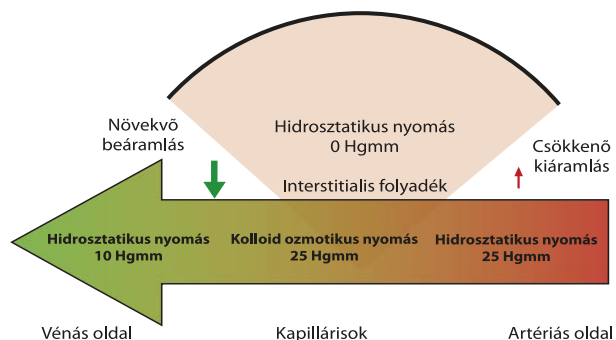 Növekvő
beáramlás
Hidrosztatikus nyomás
0 Hgmm
Csökkenő
kiáramlás
Interstitialis folyadék
Hidrosztatikus nyomás
10 Hgmm
Kolloid ozmotikus nyomás
25 Hgmm
Hidrosztatikus nyomás
25 Hgmm
Vénás oldal
Kapillárisok
Artériás oldal